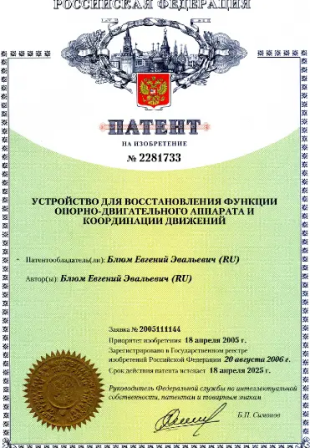 РОССИЙСКАЯ ФЕДЕРАЦИЯ
ПАТЕНТ
НА ИЗОБРЕТЕНИЕ
№ 2281733
УСТРОЙСТВО ДЛЯ ВОССТАНОВЛЕНИЯ ФУНКЦИИ
ОПОРНО-ДВИГАТЕЛЬНОГО АППАРАТА И
КООРДИНАЦИИ ДВИЖЕНИЙ
Патентообладатель(ли): Блюм Евгений Эвальевич (RU)
Автор(ы): Блюм Евгений Эвальевич (RU)
Заявка № 2005111144
Приоритет изобретения 18 апреля 2005 г.
Зарегистрировано в Государственном реестре
изобретений Российской Федерации 20 августа 2006 г.
Срок действия патента истекает 18 апреля 2025 г.
Руководитель Федеральной службы по интеллектуальной
собственности, патентам и товарным знакам
Б.П. Симонов